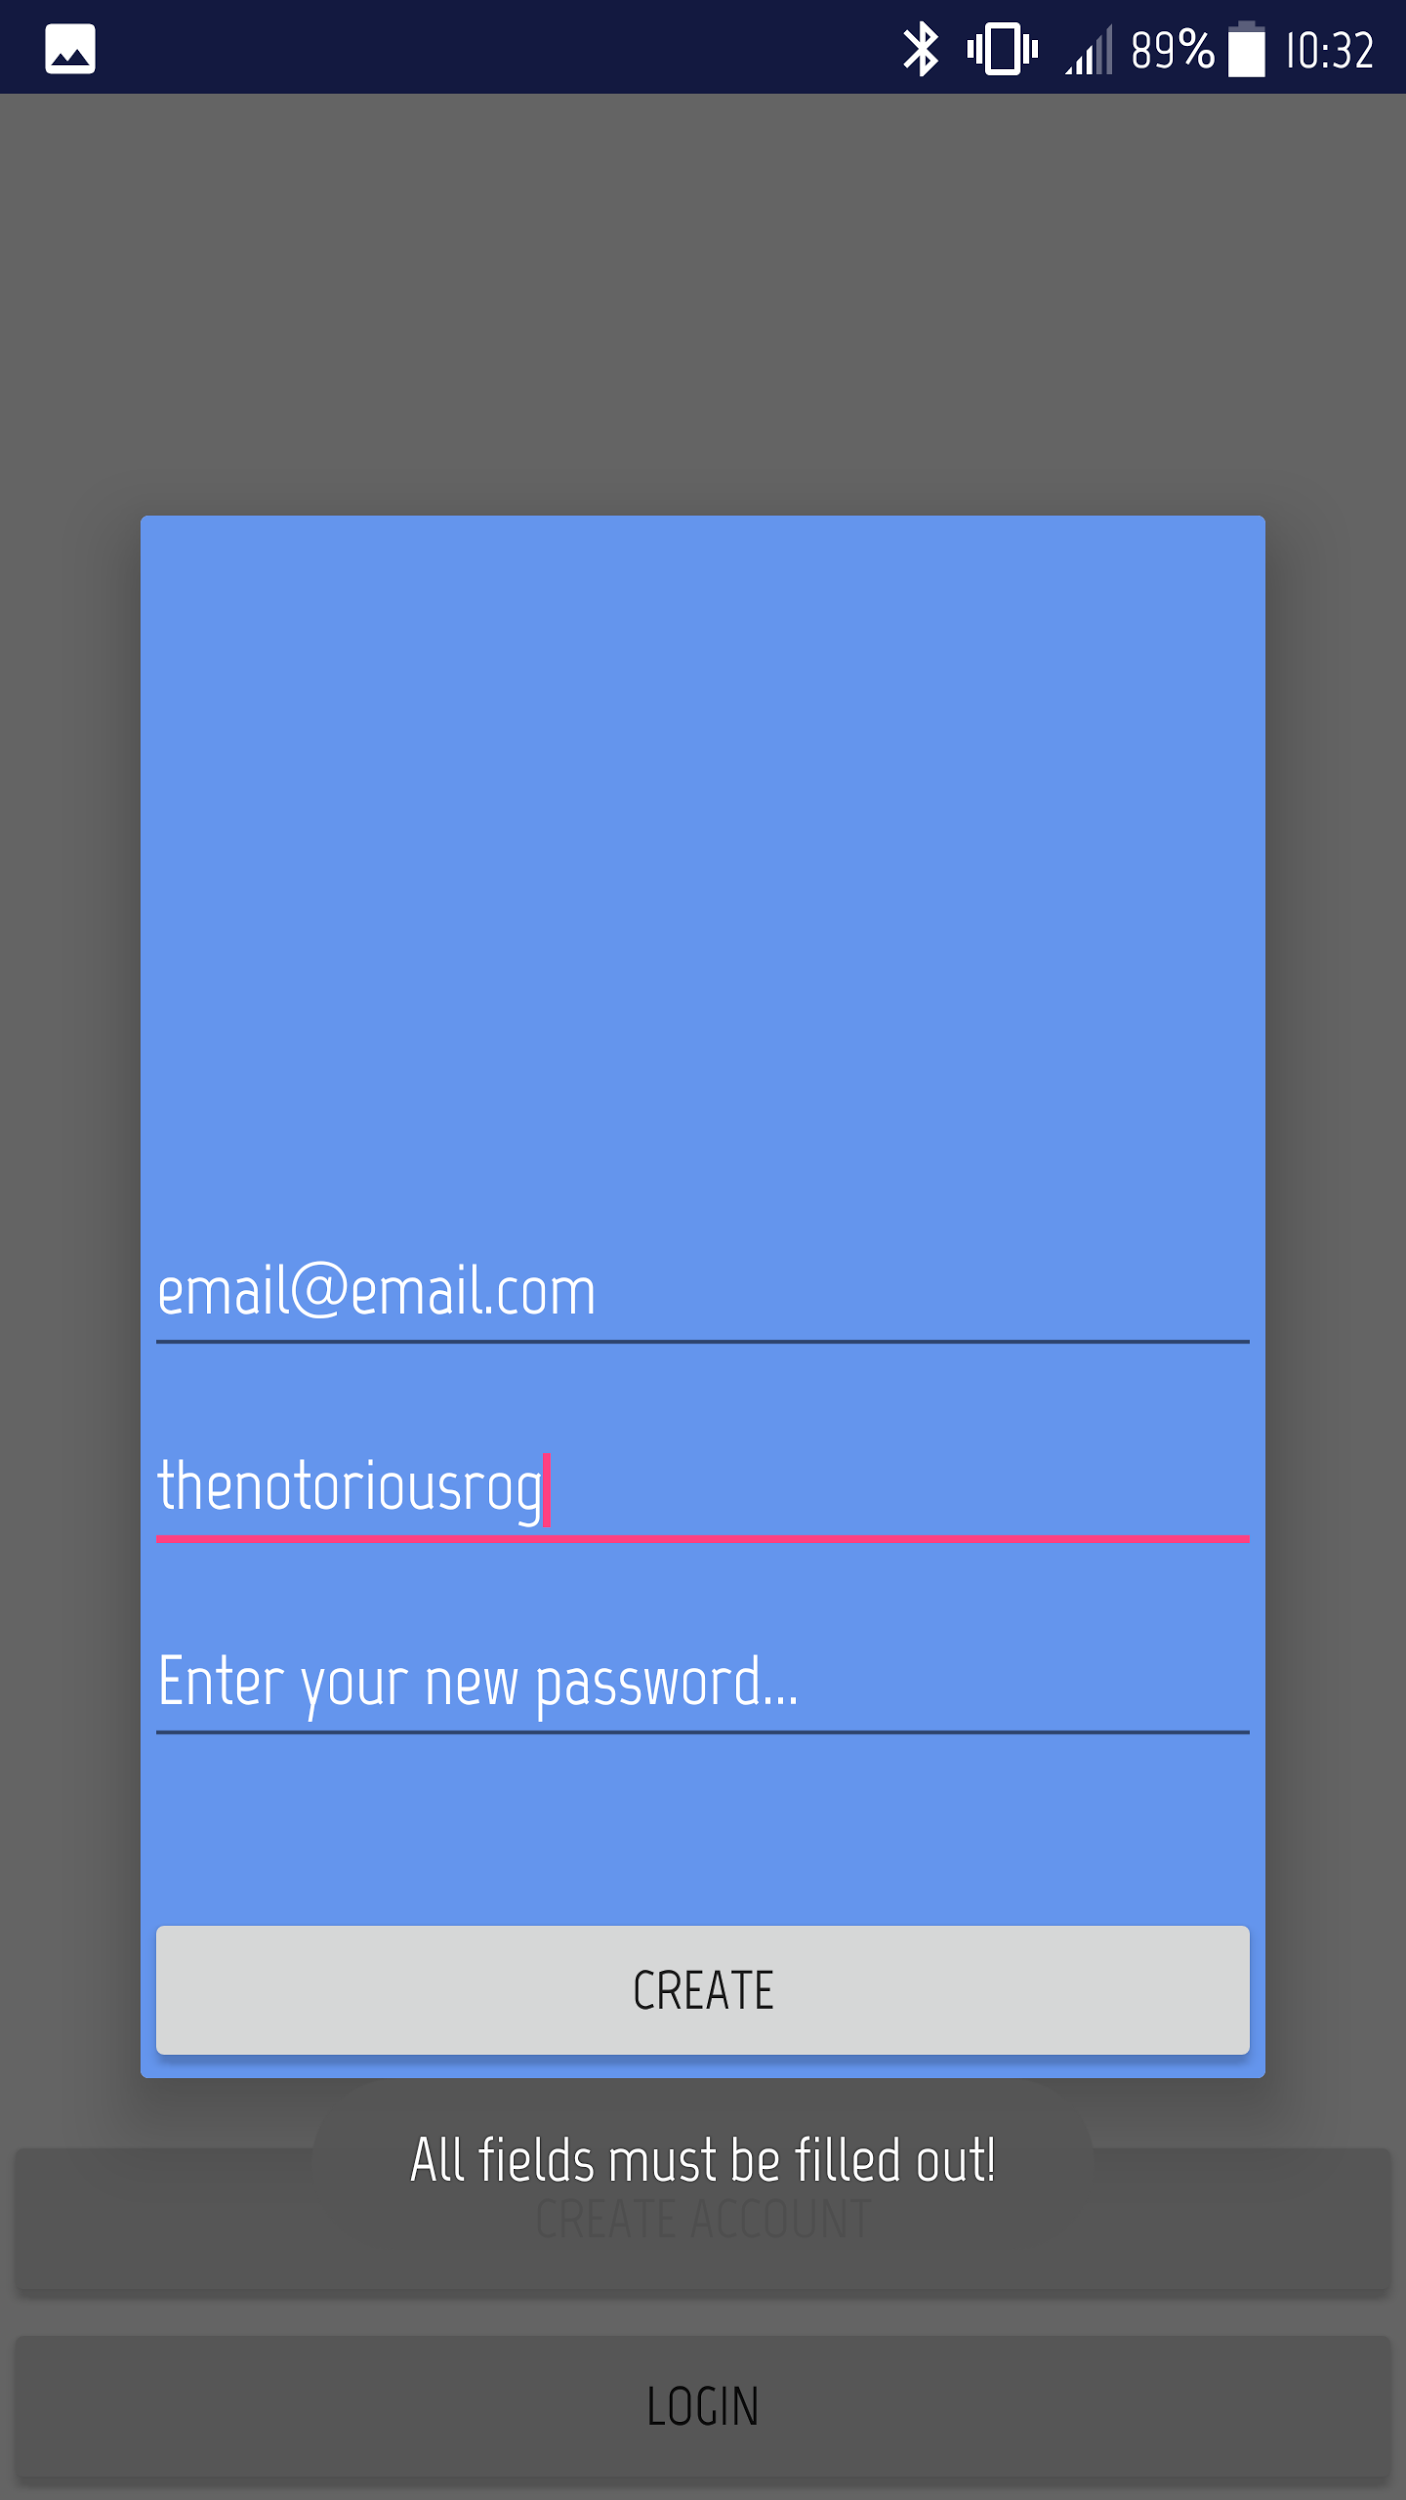 89% 10:32
email@email.com
thenotoriousrog
Enter your new password...
CREATE
All fields must be filled out!
CREATE ACCOUNT
LOGIN